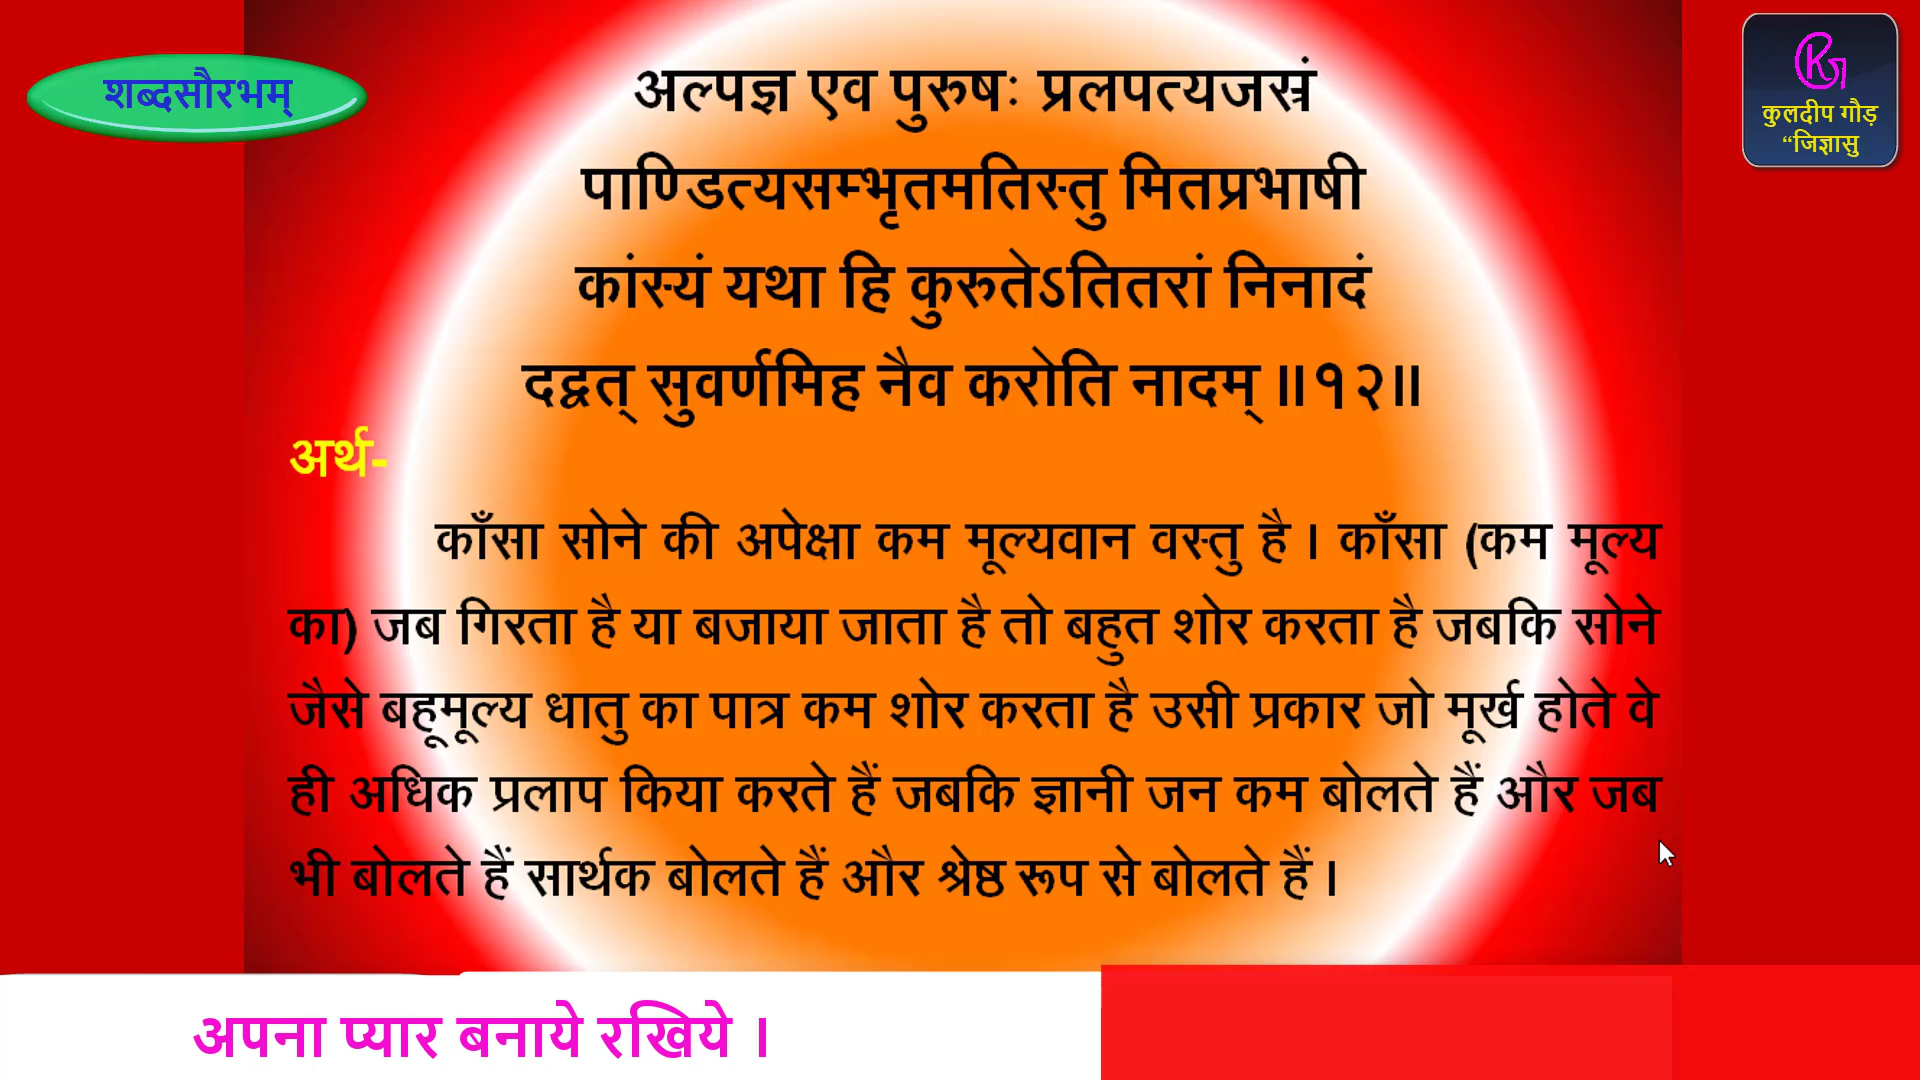 शब्दसौरभम्
अल्पज्ञ एव पुरुषः प्रलपत्यजस्रं
पाण्डित्यसम्भृतमतिस्तु मितप्रभाषी
कांस्यं यथा हि कुरुतेऽतितरां निनादं
दद्वत् सुवर्णमिह नैव करोति नादम् ॥१२॥
अर्थ-
काँसा सोने की अपेक्षा कम मूल्यवान वस्तु है । काँसा (कम मूल्य
का) जब गिरता है या बजाया जाता है तो बहुत शोर करता है जबकि सोने
जैसे बहूमूल्य धातु का पात्र कम शोर करता है उसी प्रकार जो मूर्ख होते वे
ही अधिक प्रलाप किया करते हैं जबकि ज्ञानी जन कम बोलते हैं और जब
भी बोलते हैं सार्थक बोलते हैं और श्रेष्ठ रूप से बोलते हैं ।
कुलदीप गौड़
“जिज्ञासु
अपना प्यार बनाये रखिये ।